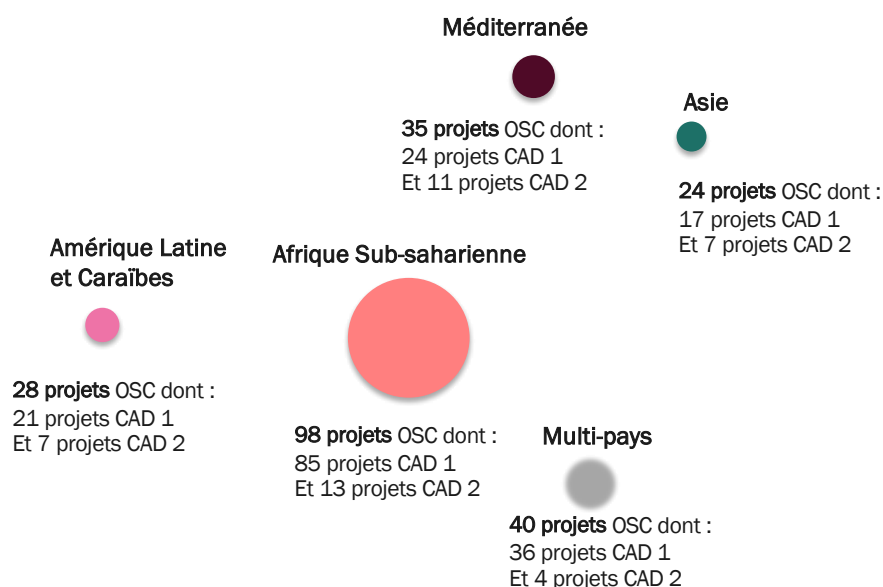 Méditerranée
35 projets OSC dont :
24 projets CAD 1
Et 11 projets CAD 2
Asie
24 projets OSC dont :
17 projets CAD 1
Et 7 projets CAD 2
Amérique Latine
et Caraïbes
28 projets OSC dont :
21 projets CAD 1
Et 7 projets CAD 2
Afrique Sub-saharienne
98 projets OSC dont :
85 projets CAD 1
Et 13 projets CAD 2
Multi-pays
40 projets OSC dont :
36 projets CAD 1
Et 4 projets CAD 2